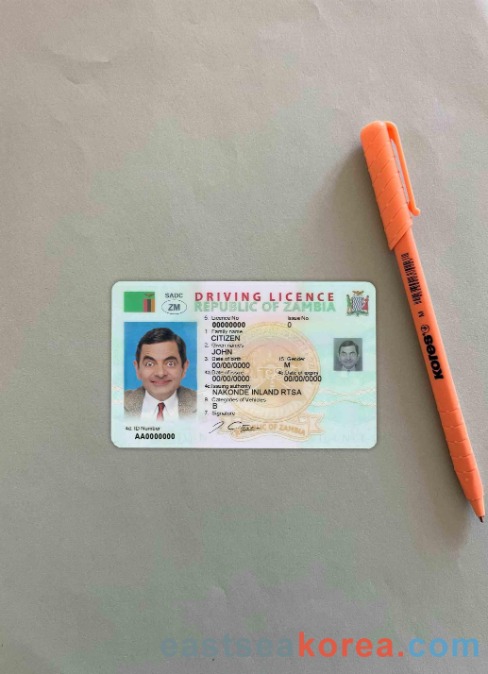 SADC
ZM
DRIVING LICENCE
REPUBLIC OF ZAMBIA
5. Licence No
Issue No
00000000
0
1. Family name
CITIZEN
2. Given names
JOHN
3. Date of birth
15. Gender
00/00/0000
M
4a. Date of issue
4b. Date of expiry
00/00/0000
00/00/0000
4c. Issuing authority
NAKONDE INLAND RTSA
9. Categories of Vehicles
B
7. Signature
4d. ID Number
AA0000000
kores
M
eastseakorea.com